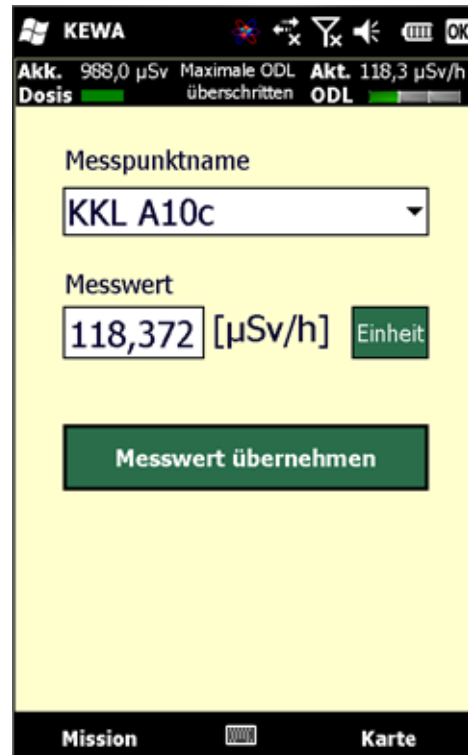 KEWA OK
Akk. 988,0 µSv Maximale ODL Akt. 118,3 µSv/h
Dosis überschritten ODL
Messpunktname
KKL A10c
Messwert
118,372 [µSv/h] Einheit
Messwert übernehmen
Mission Karte